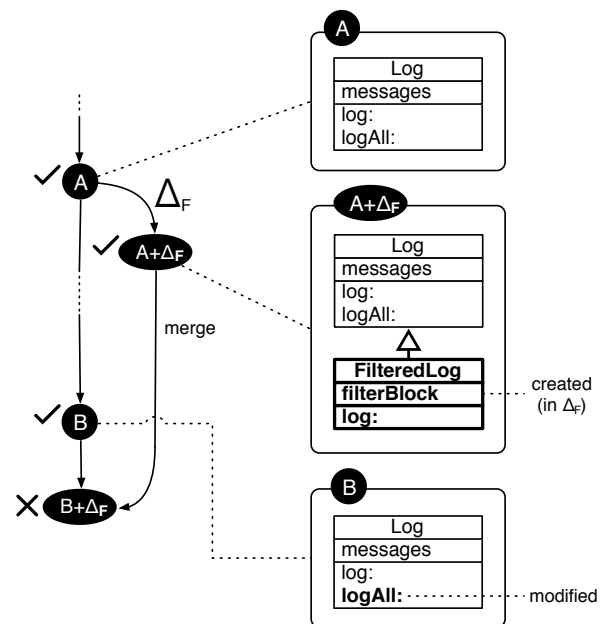 A
Log
messages
log:
logAll:
A
ΔF
A+ΔF
A+ΔF
Log
messages
log:
logAll:
merge
FilteredLog
filterBlock
log:
created
(in ΔF)
B
B+ΔF
B
Log
messages
log:
logAll:
modified